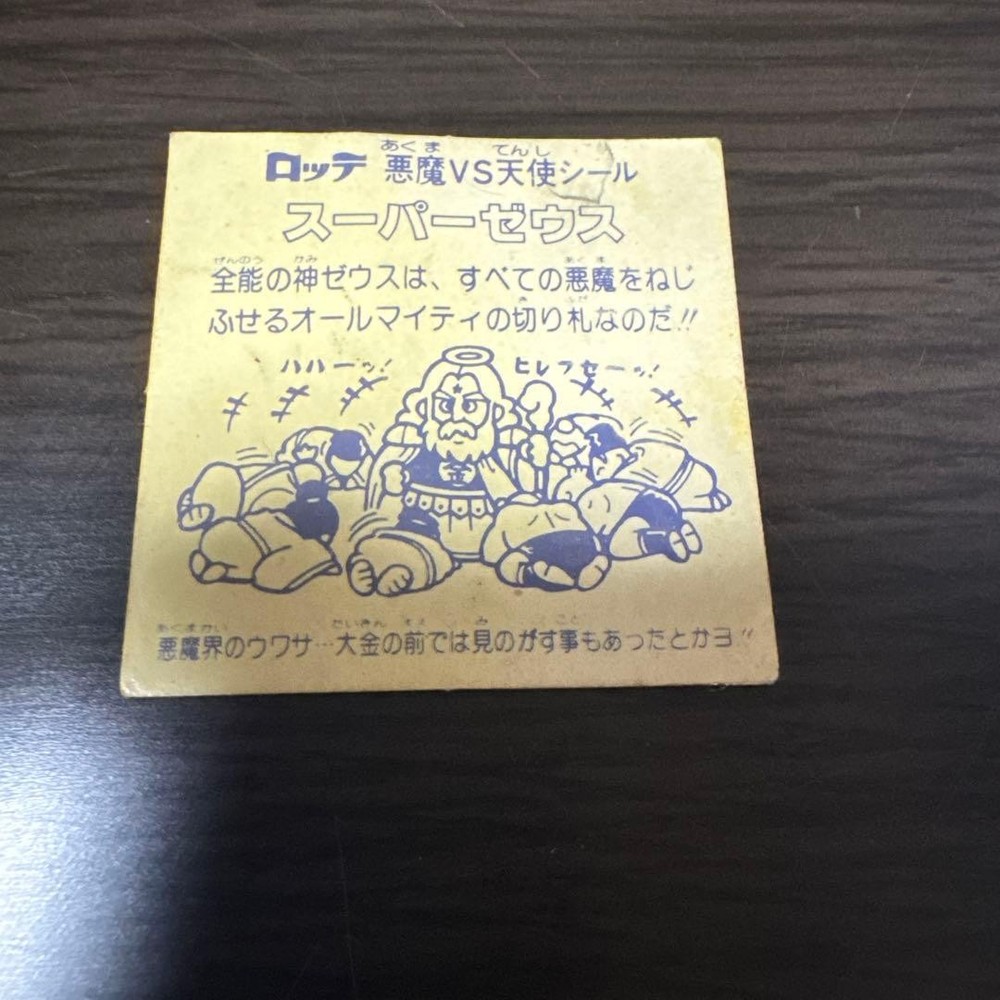 ロッテ 悪魔VS天使シール
スーパーゼウス
全能の神ゼウスは、すべての悪魔をねじ
ふせるオールマイティの切り札なのだ!!
ハハーッ! ヒレフセーッ!
金
悪魔界のウワサ…大金の前では見のがす事もあったとかヨ!!